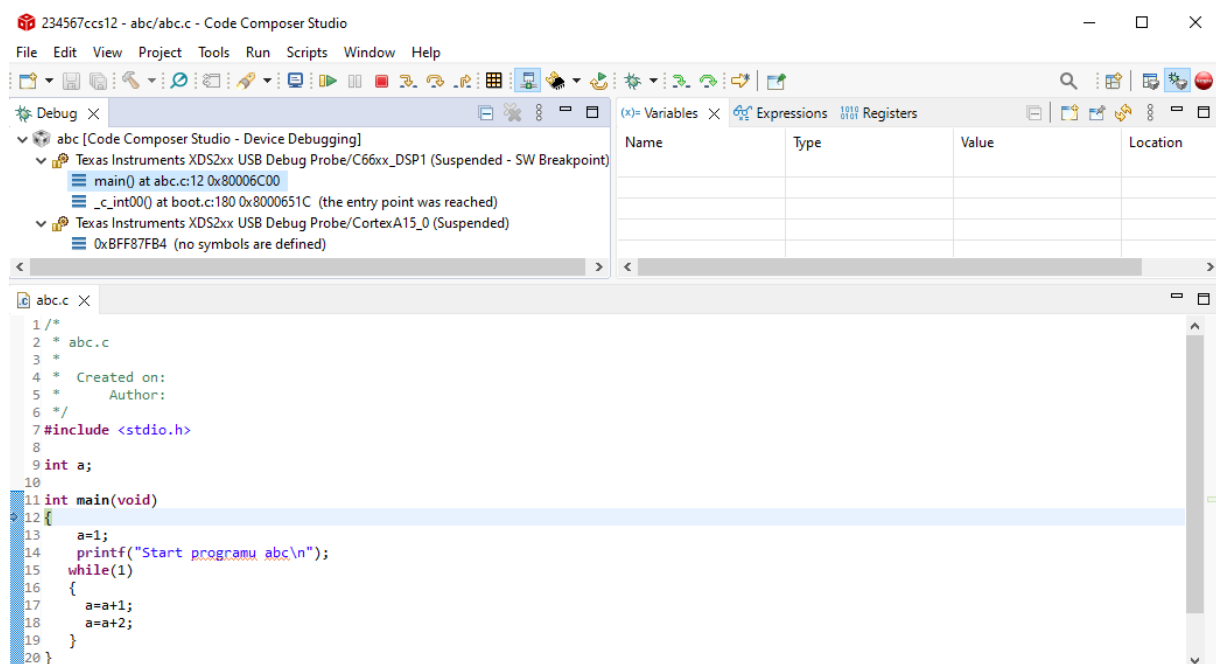 234567ccs12 - abc/abc.c - Code Composer Studio
File Edit View Project Tools Run Scripts Window Help
Debug
abc [Code Composer Studio - Device Debugging]
Texas Instruments XDS2xx USB Debug Probe/C66xx_DSP1 (Suspended - SW Breakpoint)
main() at abc.c:12 0x80006C00
_c_int00() at boot.c:180 0x8000651C (the entry point was reached)
Texas Instruments XDS2xx USB Debug Probe/CortexA15_0 (Suspended)
0xBFF87FB4 (no symbols are defined)
(x)= Variables Expressions 1010 0101 Registers
Name Type Value Location
.c abc.c
1 /*
2 * abc.c
3 *
4 * Created on:
5 * Author:
6 */
7 #include <stdio.h>
8
9 int a;
10
11 int main(void)
12 {
13 a=1;
14 printf("Start programu abc\n");
15 while(1)
16 {
17 a=a+1;
18 a=a+2;
19 }
20 }